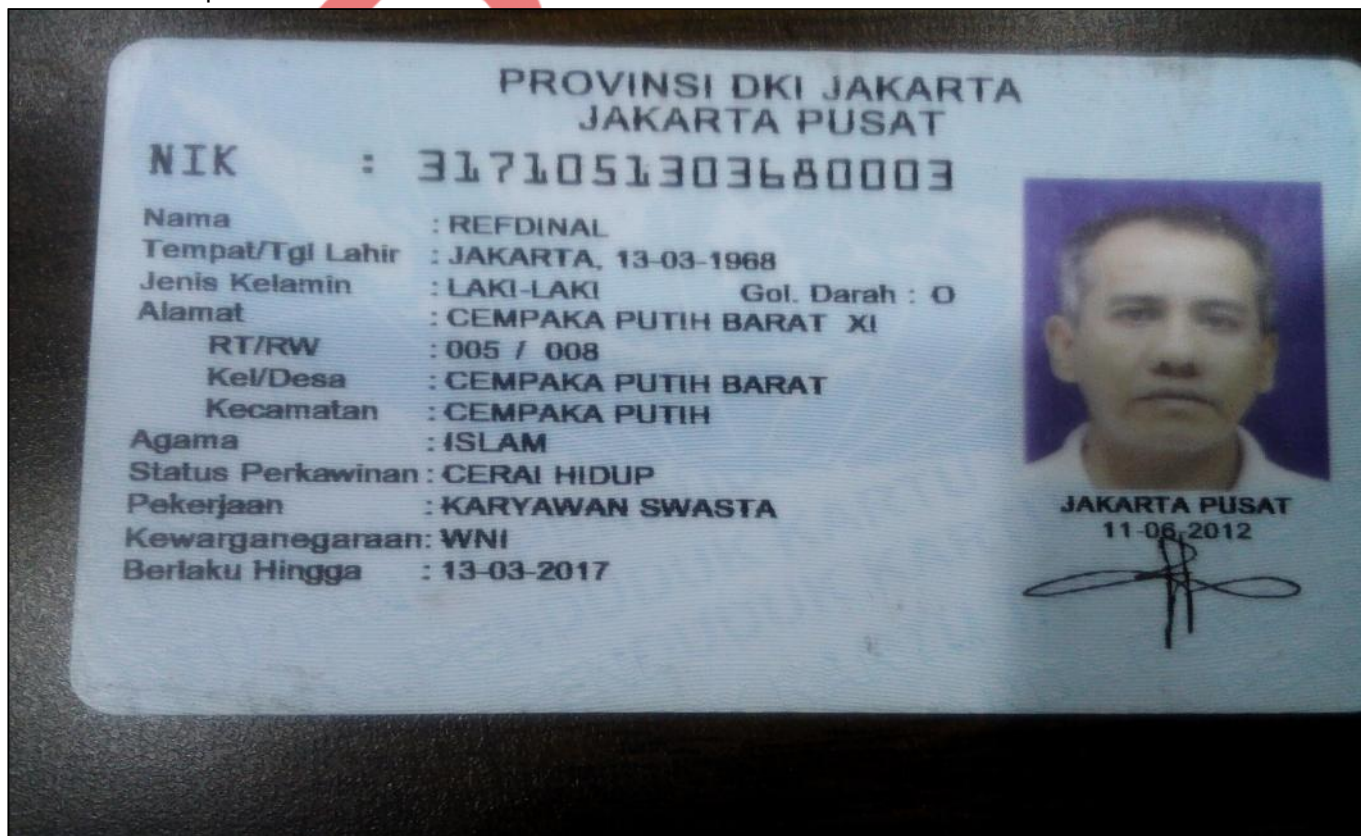 PROVINSI DKI JAKARTA
JAKARTA PUSAT
NIK : 3171051303680003
Nama : REFDINAL
Tempat/Tgl Lahir : JAKARTA, 13-03-1968
Jenis Kelamin : LAKI-LAKI Gol. Darah : O
Alamat : CEMPAKA PUTIH BARAT XI
RT/RW : 005 / 008
Kel/Desa : CEMPAKA PUTIH BARAT
Kecamatan : CEMPAKA PUTIH
Agama : ISLAM
Status Perkawinan : CERAI HIDUP
Pekerjaan : KARYAWAN SWASTA
Kewarganegaraan: WNI
Berlaku Hingga : 13-03-2017
JAKARTA PUSAT
11-06-2012